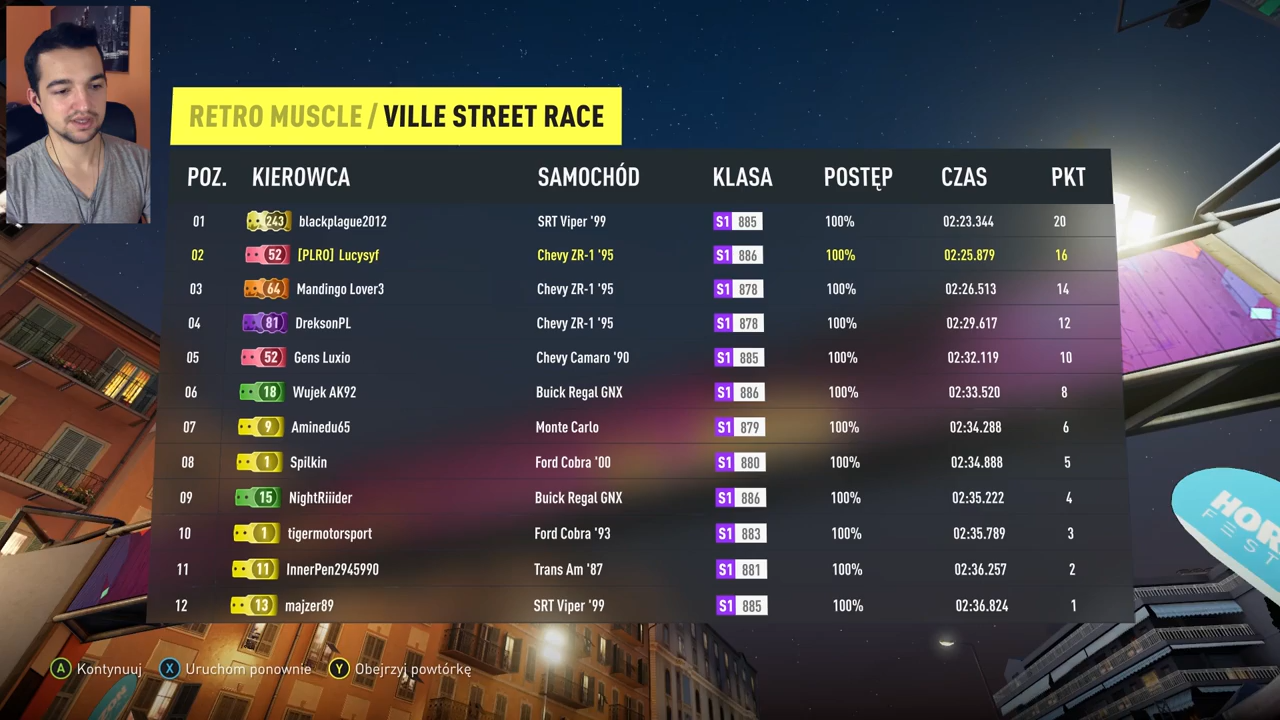 RETRO MUSCLE / VILLE STREET RACE
POZ. KIEROWCA SAMOCHÓD KLASA POSTĘP CZAS PKT
01 243 blackplague2012 SRT Viper '99 S1 885 100% 02:23.344 20
02 52 [PLRO] Lucysyf Chevy ZR-1 '95 S1 886 100% 02:25.879 16
03 64 Mandingo Lover3 Chevy ZR-1 '95 S1 878 100% 02:26.513 14
04 81 DreksonPL Chevy ZR-1 '95 S1 878 100% 02:29.617 12
05 52 Gens Luxio Chevy Camaro '90 S1 885 100% 02:32.119 10
06 18 Wujek AK92 Buick Regal GNX S1 886 100% 02:33.520 8
07 9 Aminedu65 Monte Carlo S1 879 100% 02:34.288 6
08 1 Spilkin Ford Cobra '00 S1 880 100% 02:34.888 5
09 15 NightRiiider Buick Regal GNX S1 886 100% 02:35.222 4
10 1 tigermotorsport Ford Cobra '93 S1 883 100% 02:35.789 3
11 11 InnerPen2945990 Trans Am '87 S1 881 100% 02:36.257 2
12 13 majzer89 SRT Viper '99 S1 885 100% 02:36.824 1
A Kontynuuj X Uruchom ponownie Y Obejrzyj powtórkę